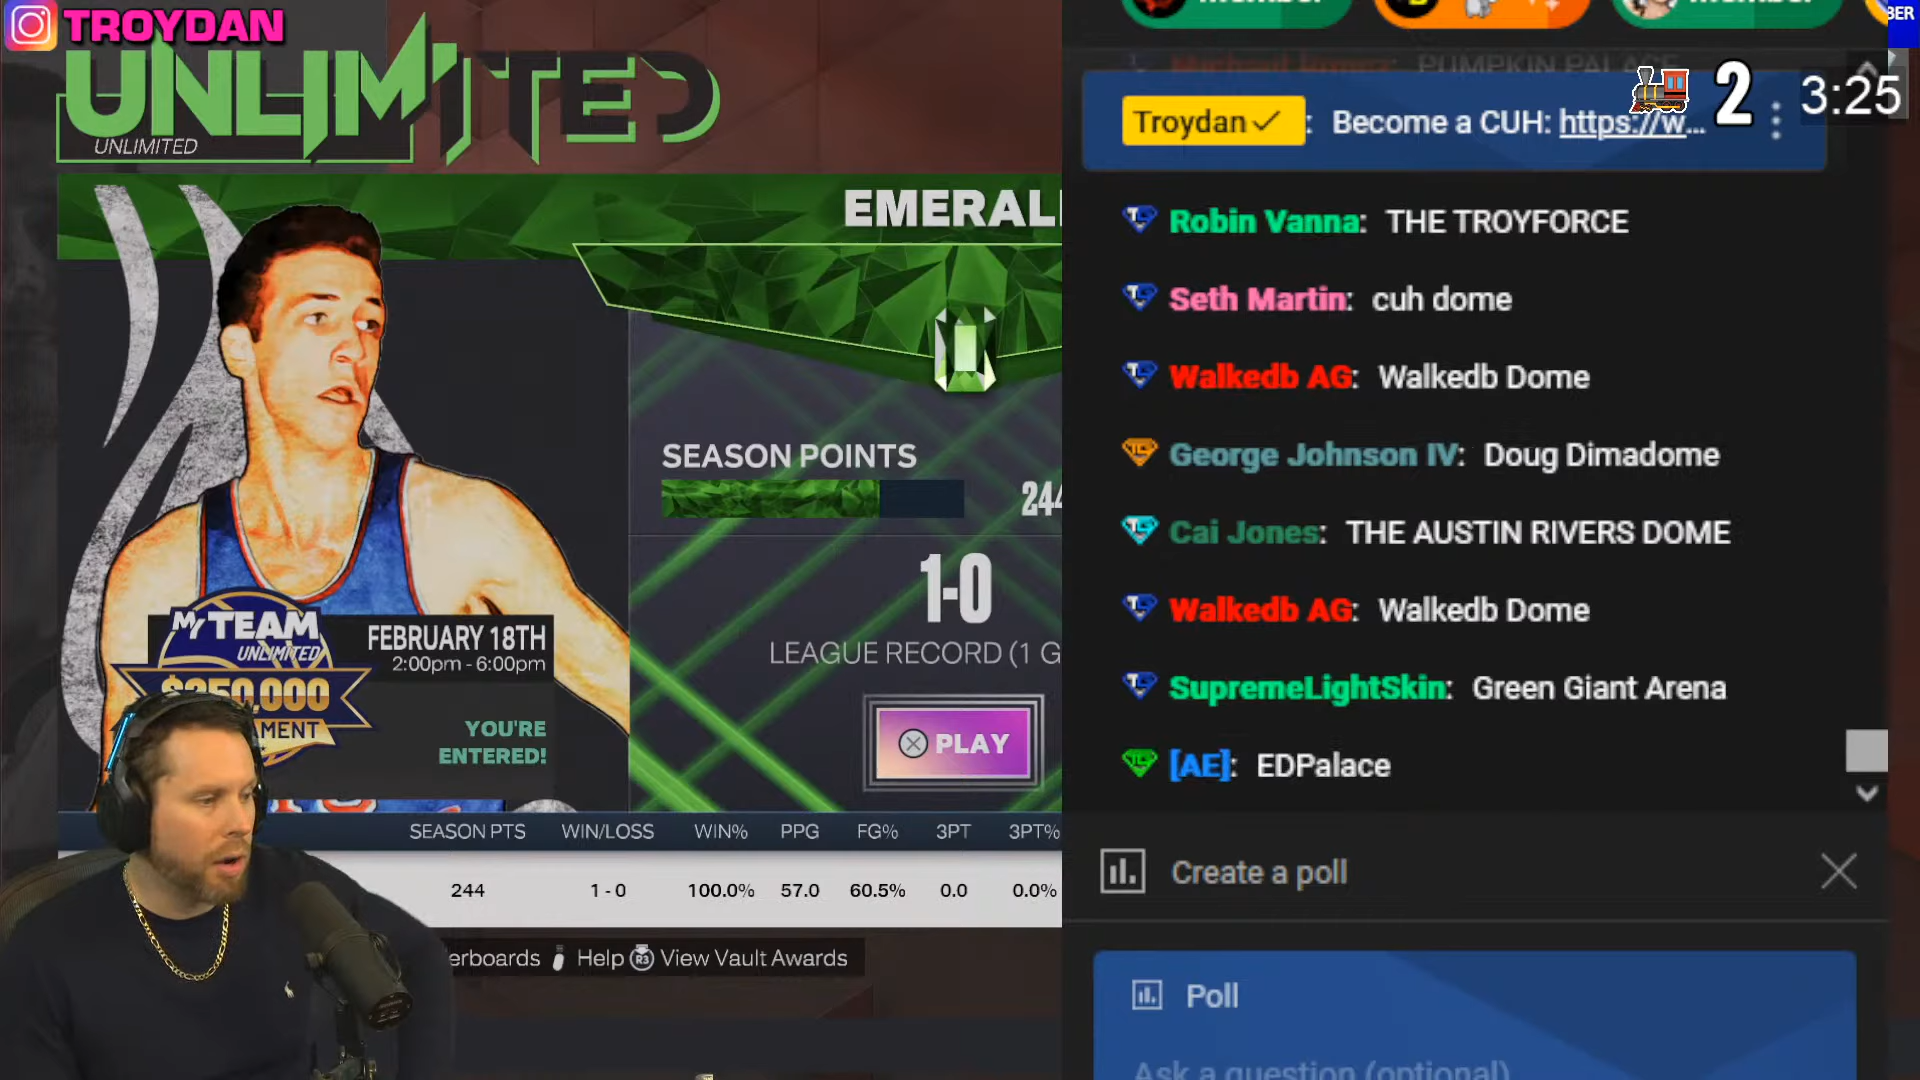 TROYDAN
UNLIMITED
UNLIMITED
EMERAL
SEASON POINTS
244
1-0
LEAGUE RECORD (1 G
PLAY
MyTEAM
UNLIMITED
FEBRUARY 18TH
2:00pm - 6:00pm
YOU'RE
ENTERED!
SEASON PTS WIN/LOSS WIN% PPG FG% 3PT 3PT%
244 1 - 0 100.0% 57.0 60.5% 0.0 0.0%
erboards Help R3 View Vault Awards
BER
PUMPKIN PALACE
2
3:25
Troydan: Become a CUH: https://w...
Robin Vanna: THE TROYFORCE
Seth Martin: cuh dome
Walkedb AG: Walkedb Dome
George Johnson IV: Doug Dimadome
Cai Jones: THE AUSTIN RIVERS DOME
Walkedb AG: Walkedb Dome
SupremeLightSkin: Green Giant Arena
[AE]: EDPalace
Create a poll
Poll
Ask a question (optional)